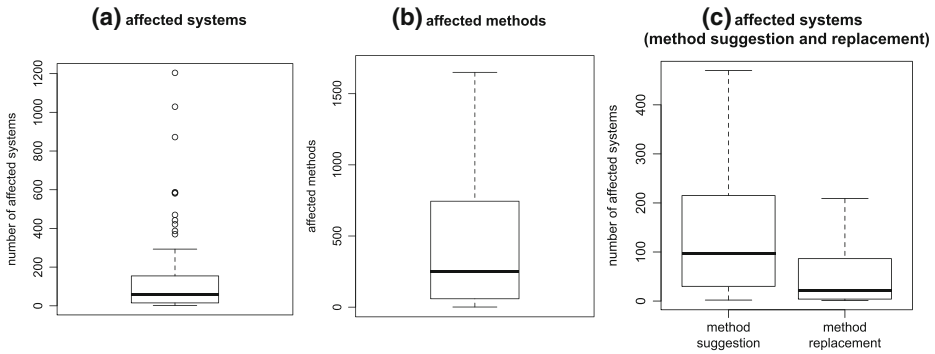 (a) affected systems
number of affected systems
1200
1000
800
600
400
200
0
(b) affected methods
affected methods
1500
1000
500
0
(c) affected systems
(method suggestion and replacement)
number of affected systems
400
300
200
100
0
method
suggestion
method
replacement